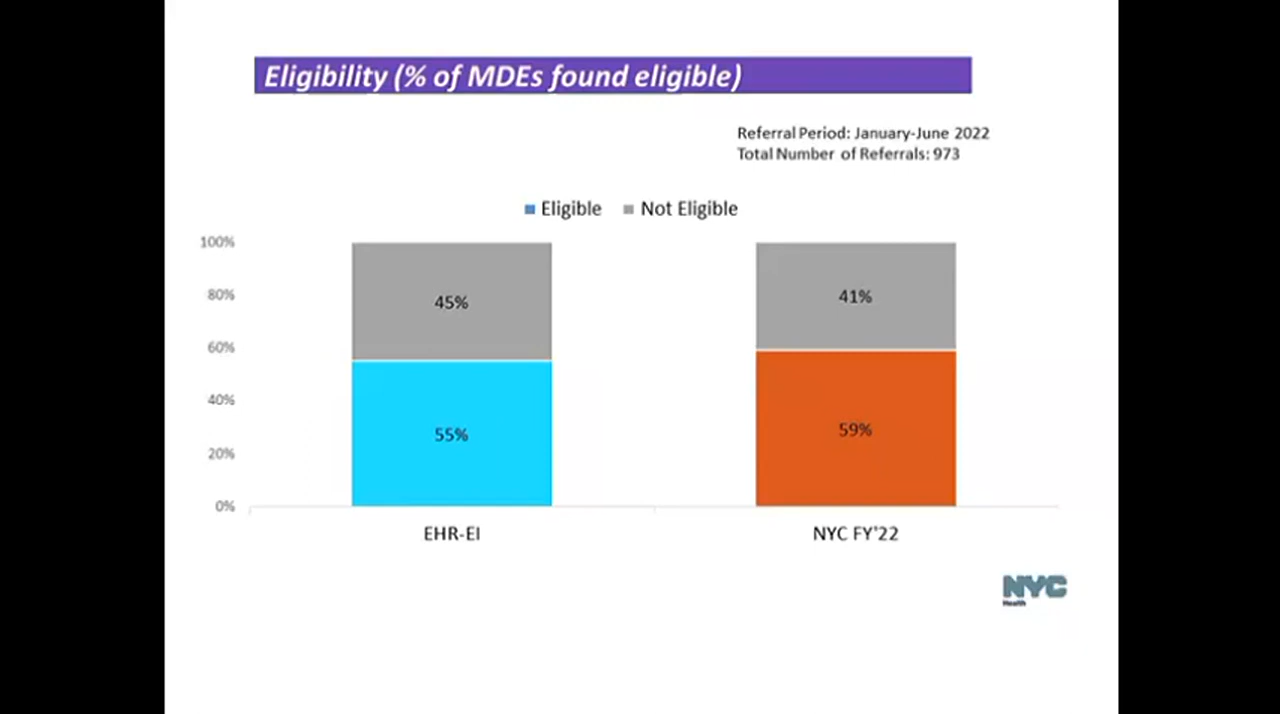 Eligibility (% of MDEs found eligible)
Referral Period: January-June 2022
Total Number of Referrals: 973
Eligible Not Eligible
100%
80%
60%
40%
20%
0%
45%
55%
41%
59%
EHR-EI
NYC FY'22
NYC
Health